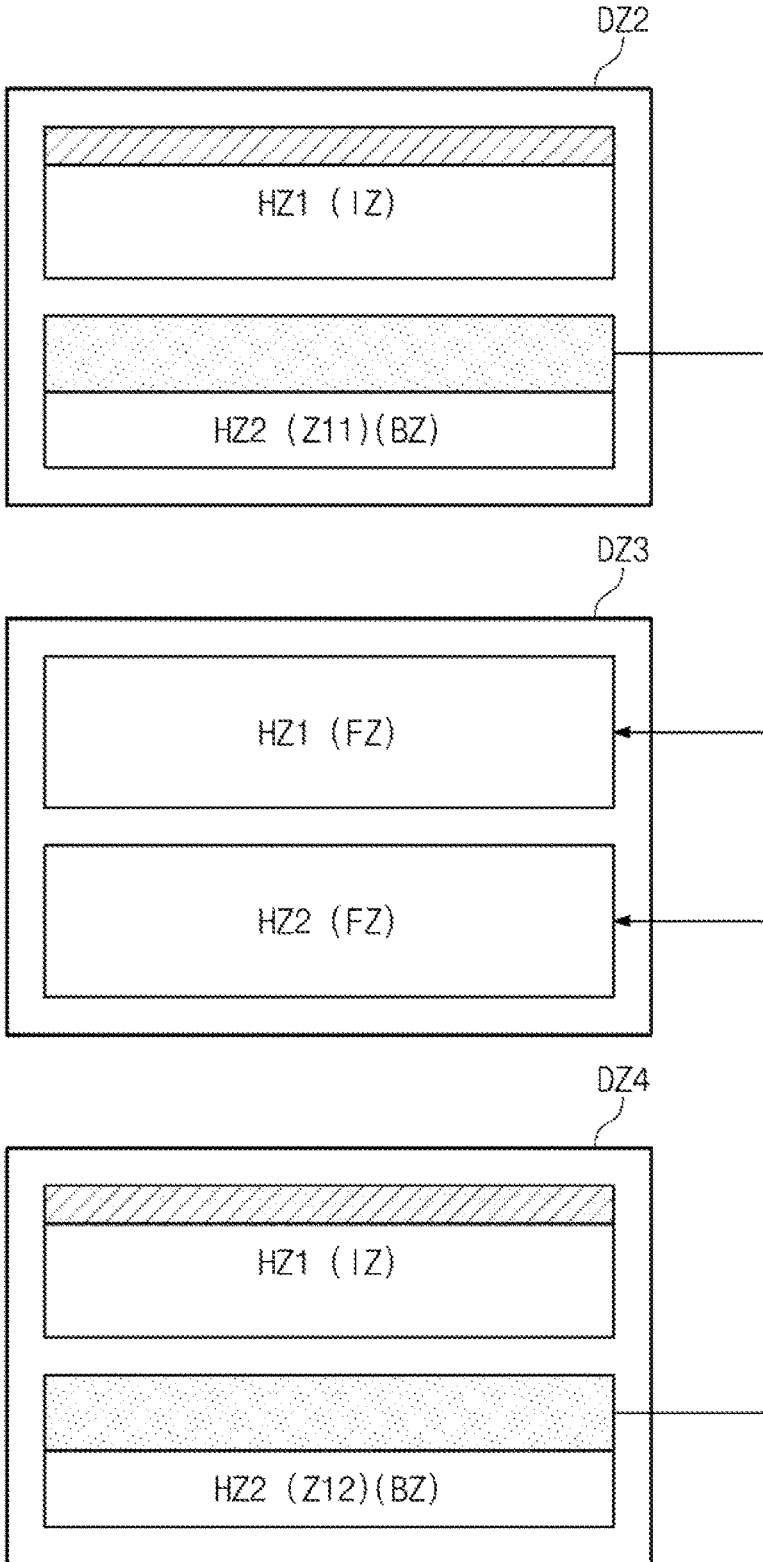 DZ2
HZ1 (IZ)
HZ2 (Z11)(BZ)
DZ3
HZ1 (FZ)
HZ2 (FZ)
DZ4
HZ1 (IZ)
HZ2 (Z12)(BZ)